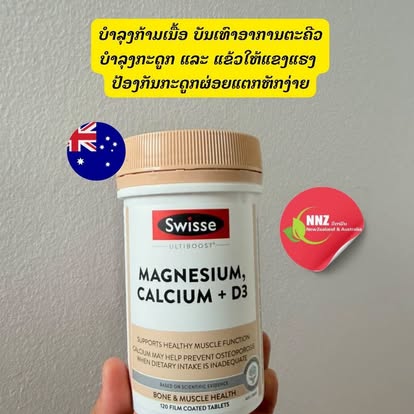 ບຳລຸງກ້າມເນື້ອ ບັນເທົາອາການຕະຄິວ
ບຳລຸງກະດູກ ແລະ ແຂ້ວໃຫ້ແຂງແຮງ
ປ້ອງກັນກະດູກຜ່ອຍແຕກຫັກງ່າຍ
NNZ
NewZealand & Australia
Swisse
ULTIBOOST
MAGNESIUM,
CALCIUM + D3
SUPPORTS HEALTHY MUSCLE FUNCTION
CALCIUM MAY HELP PREVENT OSTEOPOROSIS
WHEN DIETARY INTAKE IS INADEQUATE
BASED ON SCIENTIFIC EVIDENCE
BONE & MUSCLE HEALTH
120 FILM COATED TABLETS